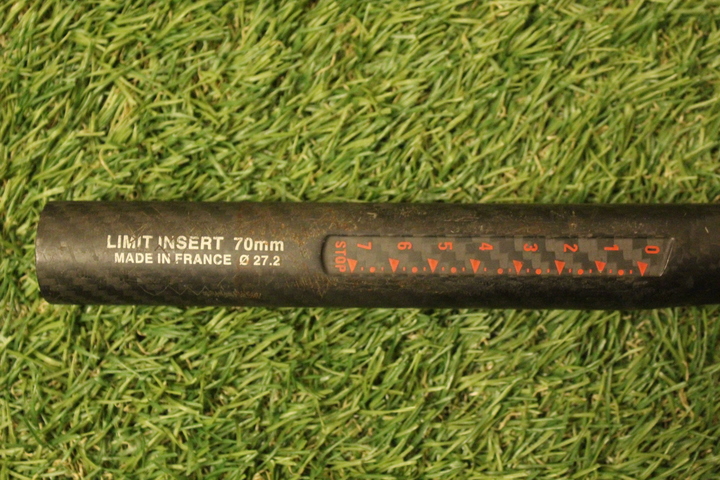 LIMIT INSERT 70mm
MADE IN FRANCE Ø 27.2
STOP 7 6 5 4 3 2 1 0